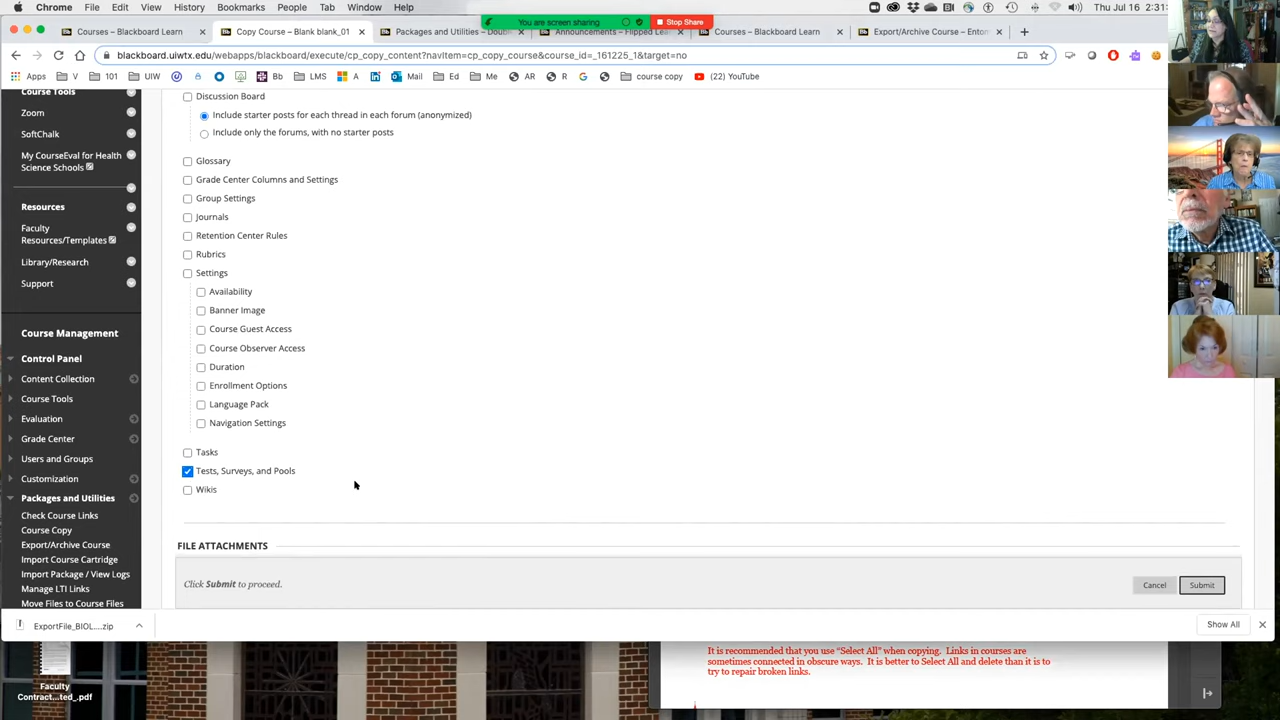 Chrome File Edit View History Bookmarks People Tab Window Help
You are screen sharing
Stop Share
Thu Jul 16 2:31
Courses – Blackboard Learn
Copy Course – Blank blank_01
Packages and Utilities – Doub
Announcements – Flipped Lea
Courses – Blackboard Learn
Export/Archive Course – Entom
blackboard.uiwtx.edu/webapps/blackboard/execute/cp_copy_content?navItem=cp_copy_course&course_id=_161225_1&target=no
Apps V 101 UIW Bb LMS A Mail Ed Me AR R G course copy (22) YouTube
Course Tools
Zoom
SoftChalk
My CourseEval for Health
Science Schools
Resources
Faculty
Resources/Templates
Library/Research
Support
Course Management
Control Panel
Content Collection
Course Tools
Evaluation
Grade Center
Users and Groups
Customization
Packages and Utilities
Check Course Links
Course Copy
Export/Archive Course
Import Course Cartridge
Import Package / View Logs
Manage LTI Links
Move Files to Course Files
Discussion Board
Include starter posts for each thread in each forum (anonymized)
Include only the forums, with no starter posts
Glossary
Grade Center Columns and Settings
Group Settings
Journals
Retention Center Rules
Rubrics
Settings
Availability
Banner Image
Course Guest Access
Course Observer Access
Duration
Enrollment Options
Language Pack
Navigation Settings
Tasks
Tests, Surveys, and Pools
Wikis
FILE ATTACHMENTS
Click Submit to proceed.
Cancel
Submit
ExportFile_BIOL....zip
Show All
Faculty
Contract...ted_.pdf
It is recommended that you use “Select All” when copying. Links in courses are
sometimes connected in obscure ways. It is better to Select All and delete than it is to
try to repair broken links.